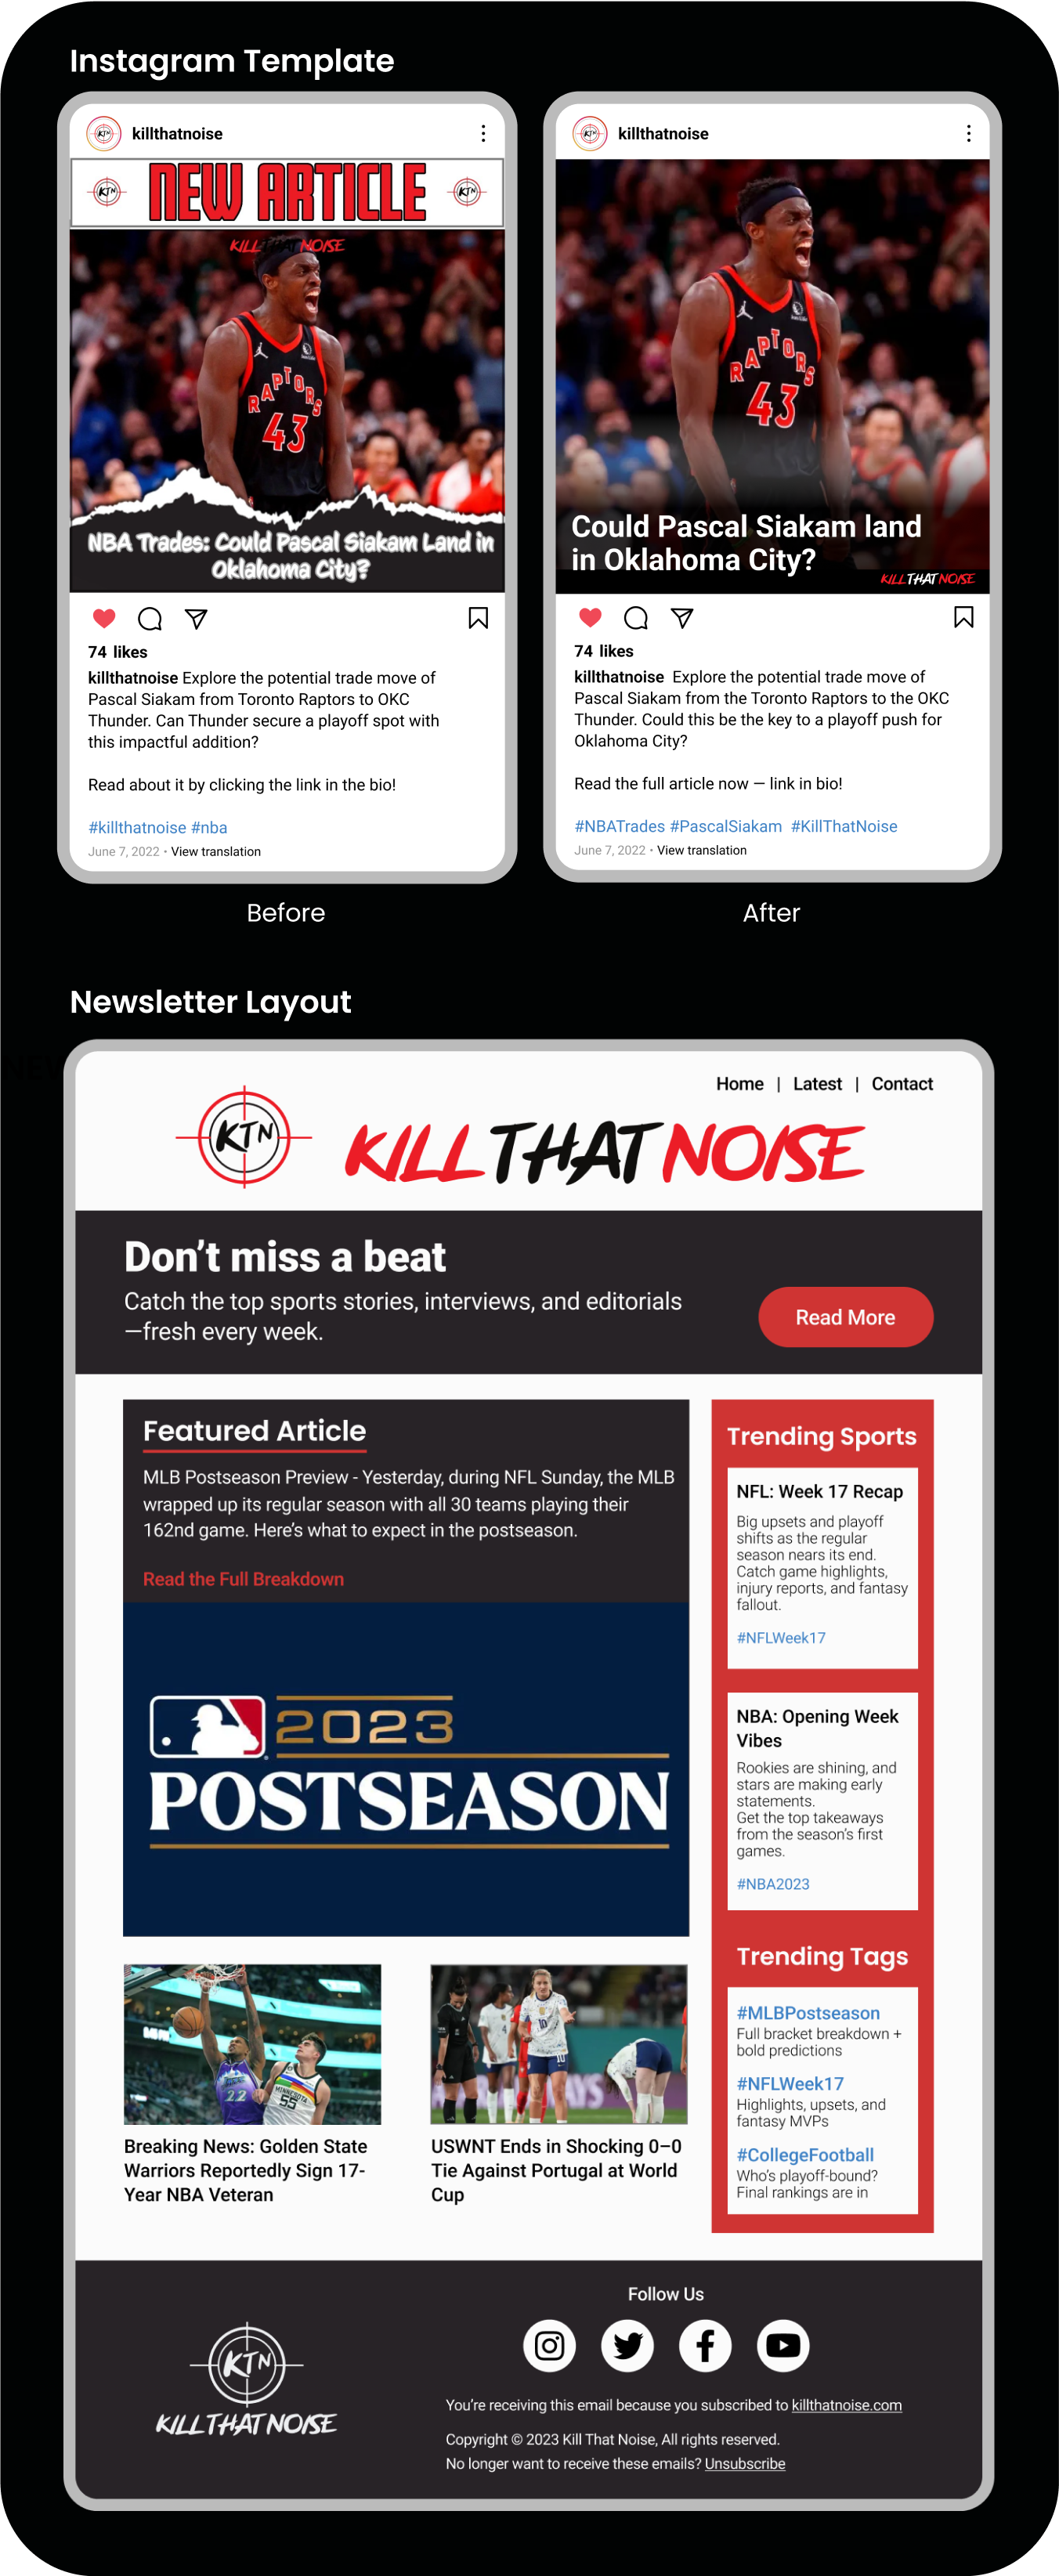 Instagram Template
killthatnoise
KTN
NEW ARTICLE
KTN
KILL THAT NOISE
RAPTORS
43
NBA Trades: Could Pascal Siakam Land in
Oklahoma City?
74 likes
killthatnoise Explore the potential trade move of
Pascal Siakam from Toronto Raptors to OKC
Thunder. Can Thunder secure a playoff spot with
this impactful addition?
Read about it by clicking the link in the bio!
#killthatnoise #nba
June 7, 2022 • View translation
Before
killthatnoise
RAPTORS
43
Could Pascal Siakam land
in Oklahoma City?
KILL THAT NOISE
74 likes
killthatnoise Explore the potential trade move of
Pascal Siakam from the Toronto Raptors to the OKC
Thunder. Could this be the key to a playoff push for
Oklahoma City?
Read the full article now — link in bio!
#NBATrades #PascalSiakam #KillThatNoise
June 7, 2022 • View translation
After
Newsletter Layout
Home | Latest | Contact
KTN
KILL THAT NOISE
Don’t miss a beat
Catch the top sports stories, interviews, and editorials
—fresh every week.
Read More
Featured Article
MLB Postseason Preview - Yesterday, during NFL Sunday, the MLB
wrapped up its regular season with all 30 teams playing their
162nd game. Here’s what to expect in the postseason.
Read the Full Breakdown
2023
POSTSEASON
22
MINNESOTA
55
10
10
Breaking News: Golden State
Warriors Reportedly Sign 17-
Year NBA Veteran
USWNT Ends in Shocking 0–0
Tie Against Portugal at World
Cup
Trending Sports
NFL: Week 17 Recap
Big upsets and playoff
shifts as the regular
season nears its end.
Catch game highlights,
injury reports, and fantasy
fallout.
#NFLWeek17
NBA: Opening Week
Vibes
Rookies are shining, and
stars are making early
statements.
Get the top takeaways
from the season’s first
games.
#NBA2023
Trending Tags
#MLBPostseason
Full bracket breakdown +
bold predictions
#NFLWeek17
Highlights, upsets, and
fantasy MVPs
#CollegeFootball
Who’s playoff-bound?
Final rankings are in
KTN
KILL THAT NOISE
Follow Us
You’re receiving this email because you subscribed to killthatnoise.com
Copyright © 2023 Kill That Noise, All rights reserved.
No longer want to receive these emails? Unsubscribe